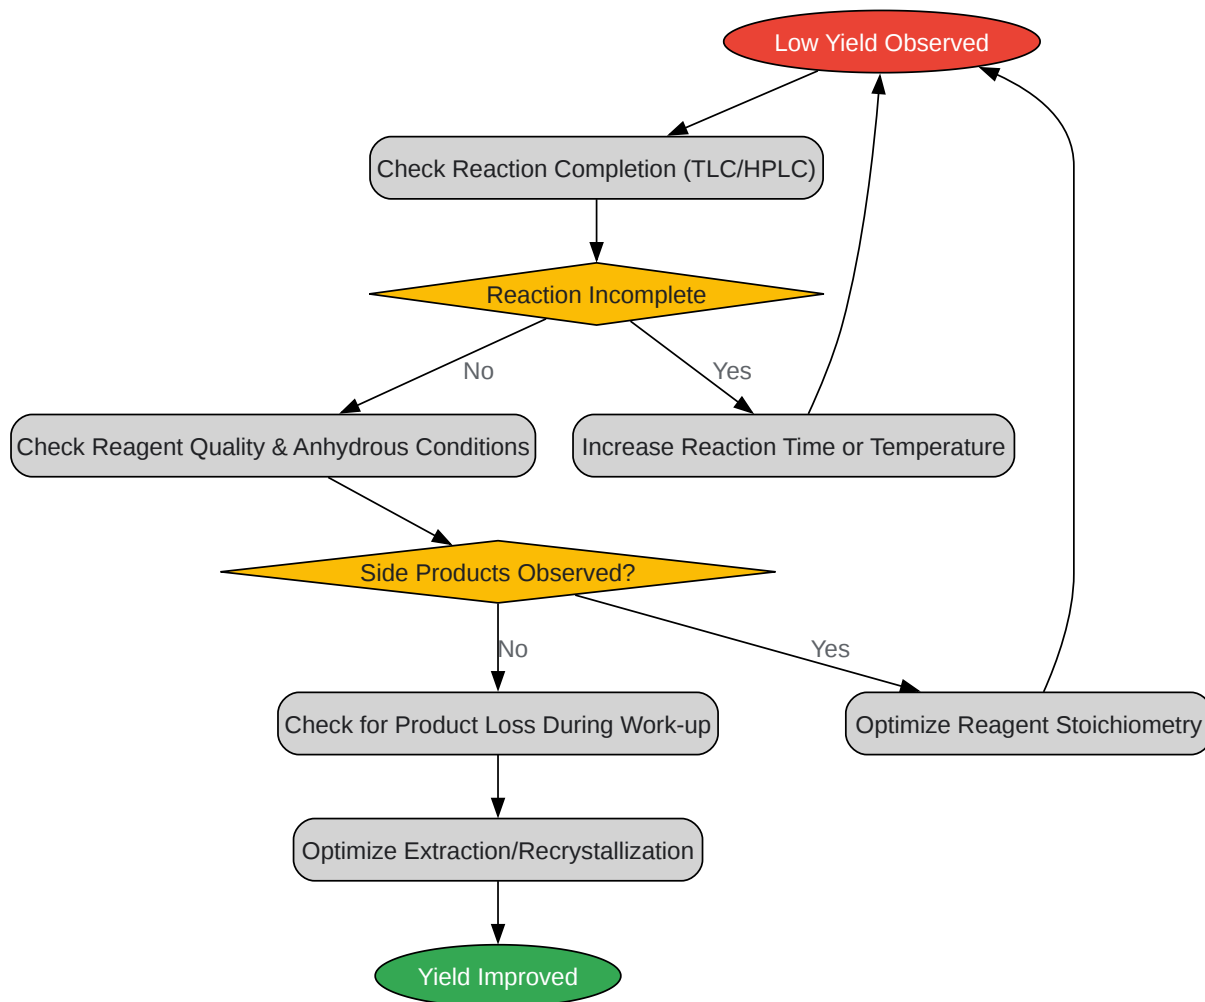 Low Yield Observed
Check Reaction Completion (TLC/HPLC)
Reaction Incomplete
No
Yes
Check Reagent Quality & Anhydrous Conditions
Increase Reaction Time or Temperature
Side Products Observed?
No
Yes
Check for Product Loss During Work-up
Optimize Reagent Stoichiometry
Optimize Extraction/Recrystallization
Yield Improved